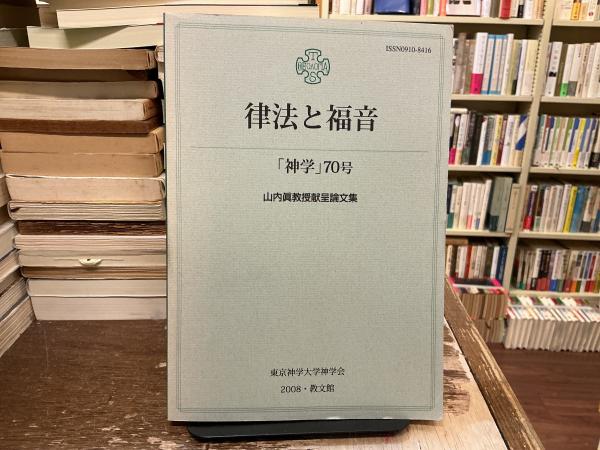 ISSN0910-8416
律法と福音
「神学」70号
山内眞教授献呈論文集
東京神学大学神学会
2008・教文館